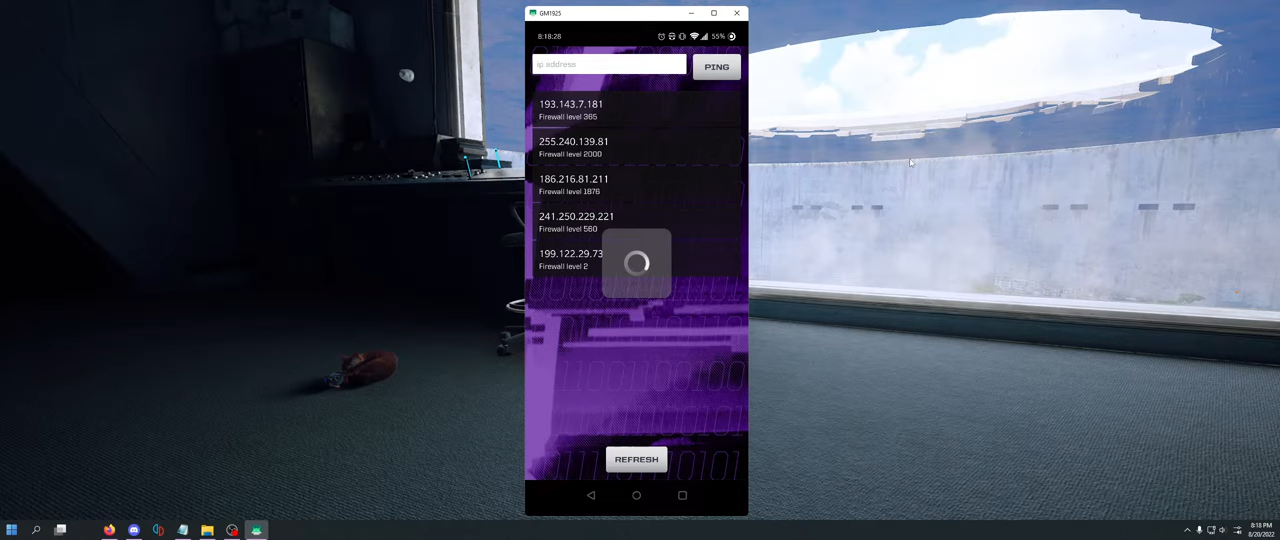 GM1925
8:18:28
55%
ip address
PING
193.143.7.181
Firewall level 365
255.240.139.81
Firewall level 2000
186.216.81.211
Firewall level 1876
241.250.229.221
Firewall level 560
199.122.29.73
Firewall level 2
REFRESH
8:18 PM
8/20/2022